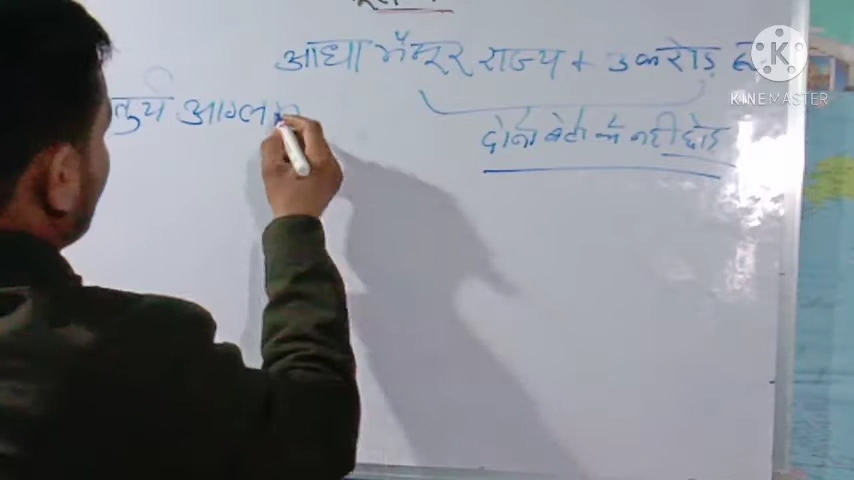 आधा मैसूर राज्य + 3 करोड़
तुर्थ आंग्ल
दोनो बेटो को नही छोड़
KINEMASTER